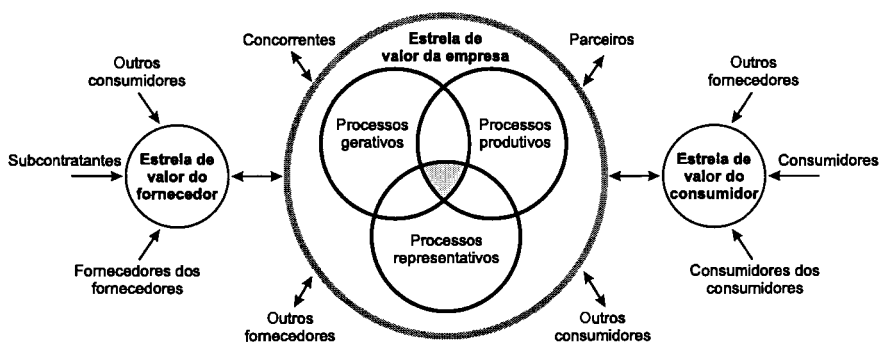 Concorrentes
Estrela de
valor da empresa
Parceiros
Outros
consumidores
Outros
fornecedores
Processos
gerativos
Processos
produtivos
Subcontratantes
Estrela de
valor do
fornecedor
Estrela de
valor do
consumidor
Consumidores
Processos
representativos
Fornecedores dos
fornecedores
Consumidores dos
consumidores
Outros
fornecedores
Outros
consumidores